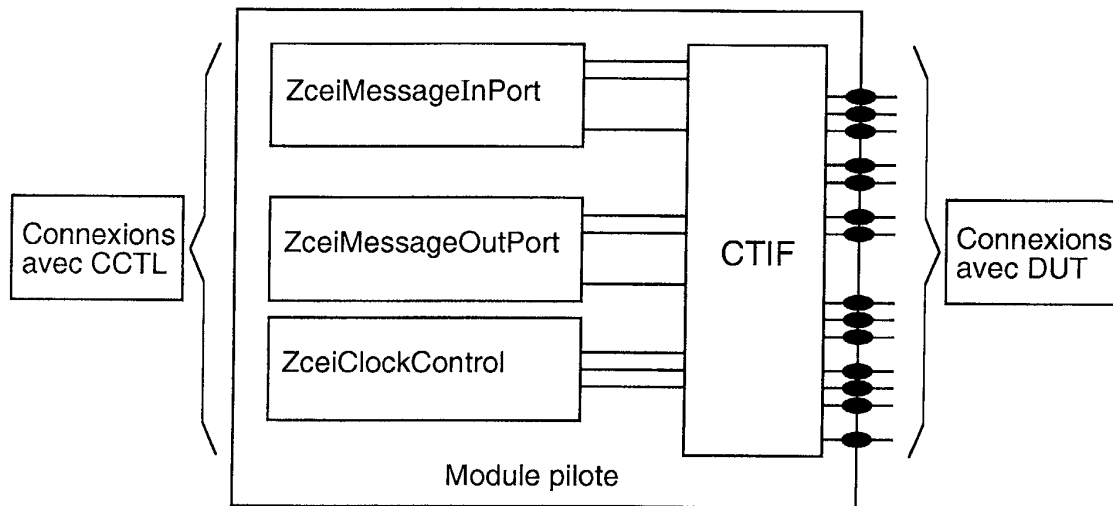 ZceiMessageInPort
Connexions
avec CCTL
ZceiMessageOutPort
CTIF
Connexions
avec DUT
ZceiClockControl
Module pilote